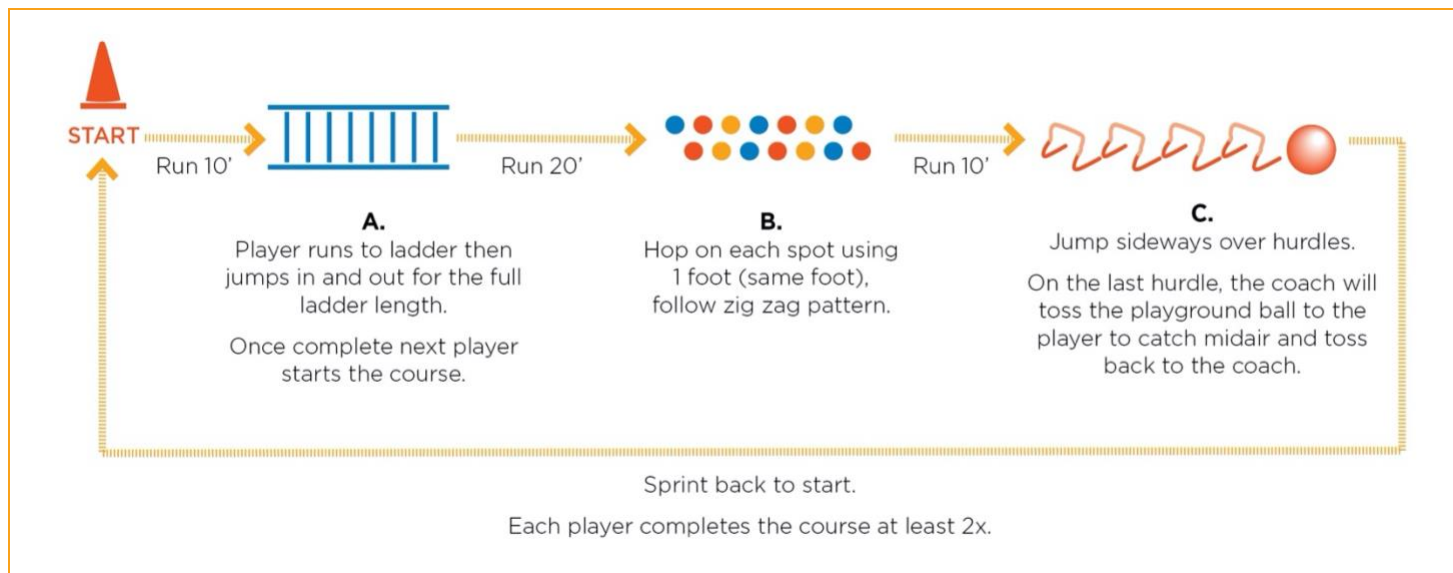 START
Run 10’
Run 20’
Run 10’
A.
Player runs to ladder then
jumps in and out for the full
ladder length.
Once complete next player
starts the course.
B.
Hop on each spot using
1 foot (same foot),
follow zig zag pattern.
C.
Jump sideways over hurdles.
On the last hurdle, the coach will
toss the playground ball to the
player to catch midair and toss
back to the coach.
Sprint back to start.
Each player completes the course at least 2x.